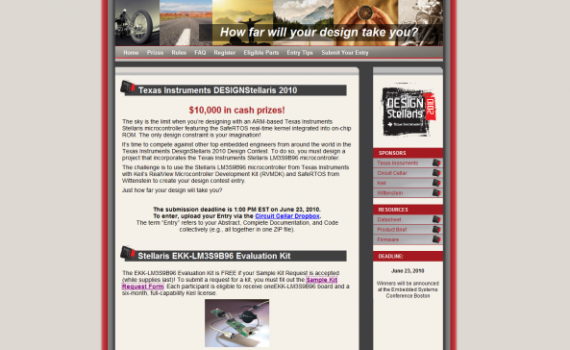 How far will your design take you?
Home Prizes Rules FAQ Register Eligible Parts Entry Tips Submit Your Entry
Texas Instruments DESIGNStellaris 2010
$10,000 in cash prizes!
The sky is the limit when you're designing with an ARM-based Texas Instruments
Stellaris microcontroller featuring the SafeRTOS real-time kernel integrated into on-chip
ROM. The only design constraint is your imagination!
It's time to compete against other top embedded engineers from around the world in the
Texas Instruments DesignStellaris 2010 Design Contest. To do so, you must design a
project that incorporates the Texas Instruments Stellaris LM3S9B96 microcontroller.
The challenge is to use the Stellaris LM3S9B96 microcontroller from Texas Instruments
with Keil's RealView Microcontroller Development Kit (RVMDK) and SafeRTOS from
Wittenstein to create your design contest entry.
Just how far your design will take you?
The submission deadline is 1:00 PM EST on June 23, 2010.
To enter, upload your Entry via the Circuit Cellar Dropbox.
The term "Entry" refers to your Abstract, Complete Documentation, and Code
collectively (e.g., all together in one ZIP file).
Stellaris EKK-LM3S9B96 Evaluation Kit
The EKK-LM3S9B96 Evaluation Kit is FREE if your Sample Kit Request is accepted
(while supplies last)! To submit a request for a kit, you must fill out the Sample Kit
Request Form. Each participant is eligible to receive oneEKK-LM3S9B96 board and a
six-month, full-capability Keil license.
DESIGN
Stellaris
2010
Texas Instruments
SPONSORS
Texas Instruments
Circuit Cellar
Keil
Wittenstein
RESOURCES
Datasheet
Product Brief
Firmware
DEADLINE:
June 23, 2010
Winners will be announced
at the Embedded Systems
Conference Boston